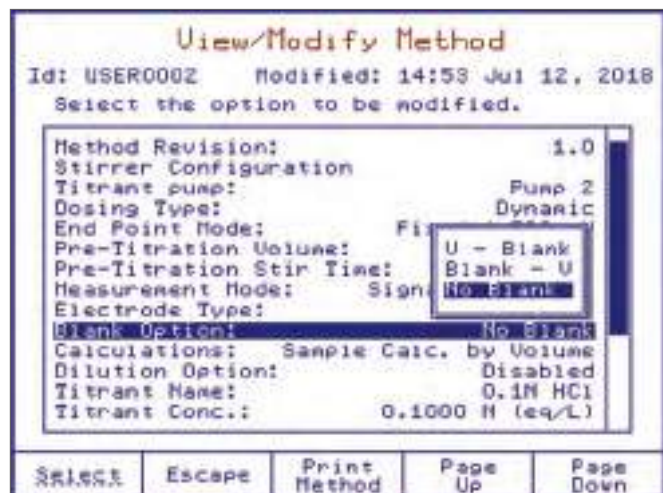 View/Modify Method
Id: USER0002 Modified: 14:53 Jul 12, 2018
Select the option to be modified.
Method Revision: 1.0
Stirrer Configuration
Titrant pump: Pump 2
Dosing Type: Dynamic
End Point Mode:
Pre-Titration Volume:
Pre-Titration Stir Time:
Measurement Mode:
Electrode Type:
V - Blank
Blank - V
No Blank
Blank Option: No Blank
Calculations: Sample Calc. by Volume
Dilution Option: Disabled
Titrant Name: 0.1N HCl
Titrant Conc.: 0.1000 N (eq/L)
Select Escape Print Method Page Up Page Down